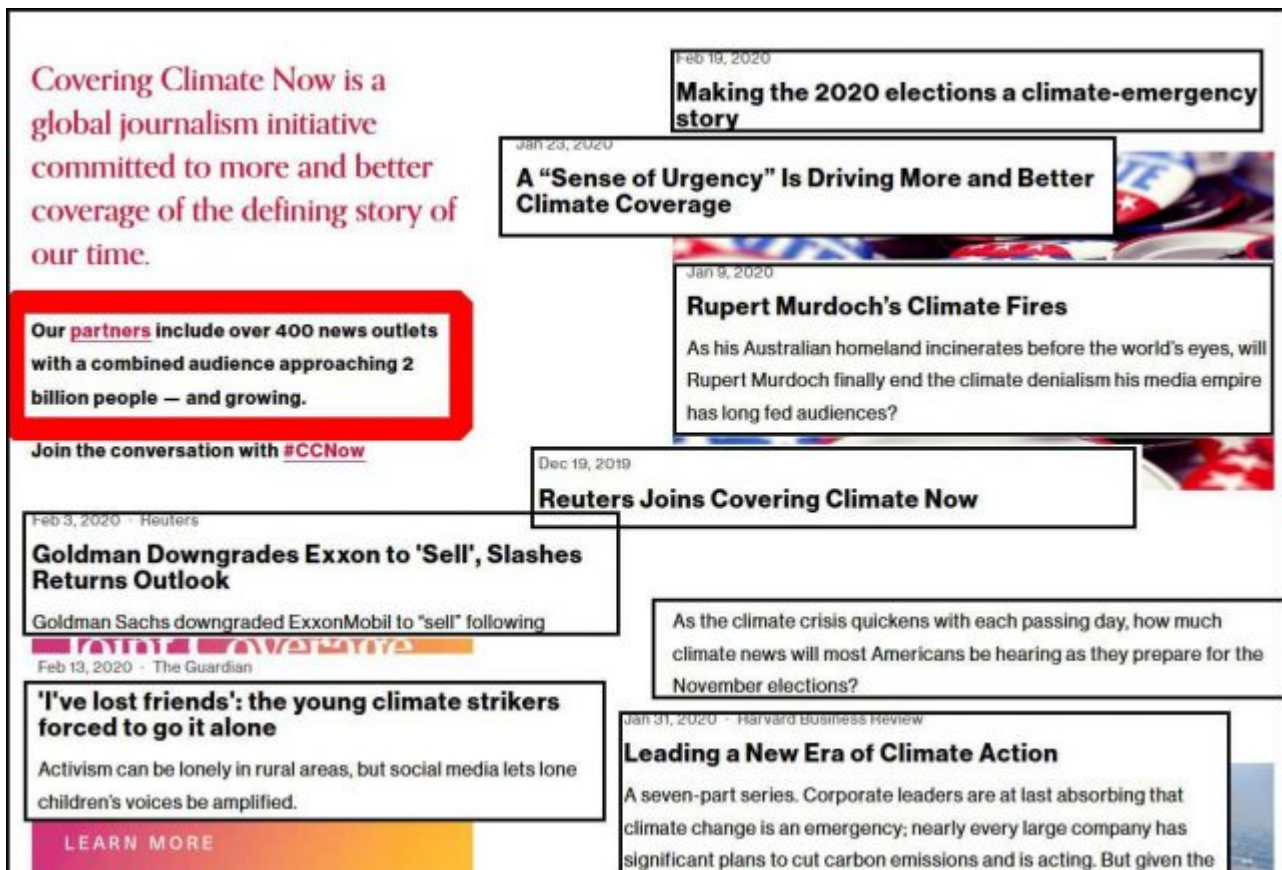 Covering Climate Now is a
global journalism initiative
committed to more and better
coverage of the defining story of
our time.
Our partners include over 400 news outlets
with a combined audience approaching 2
billion people — and growing.
Join the conversation with #CCNow
Feb 3, 2020 · Reuters
Goldman Downgrades Exxon to 'Sell', Slashes
Returns Outlook
Goldman Sachs downgraded ExxonMobil to “sell” following
Joint Coverage
Feb 13, 2020 · The Guardian
'I've lost friends': the young climate strikers
forced to go it alone
Activism can be lonely in rural areas, but social media lets lone
children's voices be amplified.
LEARN MORE
Feb 19, 2020
Making the 2020 elections a climate-emergency
story
Jan 23, 2020
A “Sense of Urgency” Is Driving More and Better
Climate Coverage
Jan 9, 2020
Rupert Murdoch’s Climate Fires
As his Australian homeland incinerates before the world’s eyes, will
Rupert Murdoch finally end the climate denialism his media empire
has long fed audiences?
Dec 19, 2019
Reuters Joins Covering Climate Now
As the climate crisis quickens with each passing day, how much
climate news will most Americans be hearing as they prepare for the
November elections?
Jan 31, 2020 · Harvard Business Review
Leading a New Era of Climate Action
A seven-part series. Corporate leaders are at last absorbing that
climate change is an emergency; nearly every large company has
significant plans to cut carbon emissions and is acting. But given the